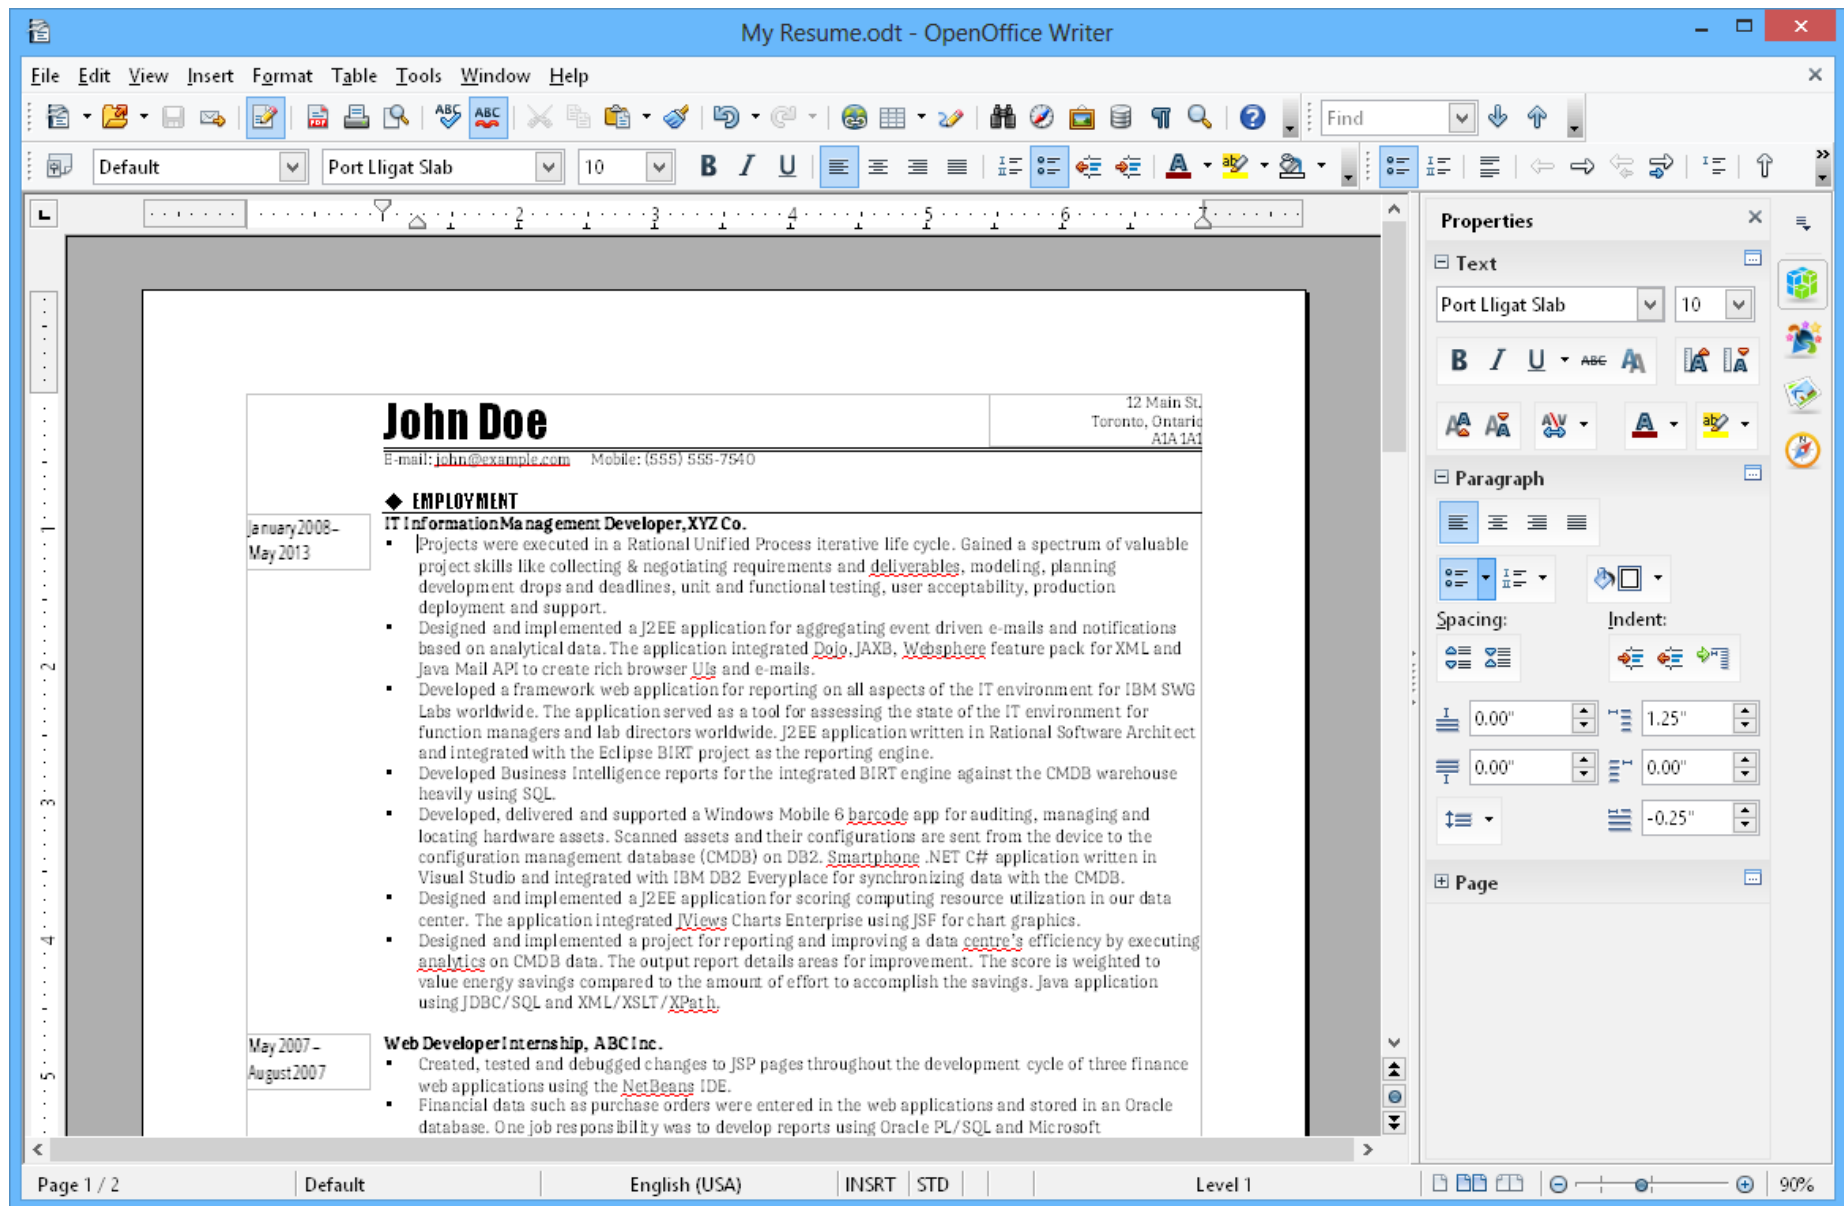 My Resume.odt - OpenOffice Writer
File Edit View Insert Format Table Tools Window Help
Find
Default Port Lligat Slab 10
Properties
Text
Port Lligat Slab 10
Paragraph
Spacing: Indent:
0.00" 1.25"
0.00" 0.00"
-0.25"
Page
2 3 4 5 6 7
1
2
3
4
5
John Doe
12 Main St.
Toronto, Ontario
A1A 1A1
E-mail: john@example.com Mobile: (555) 555-7540
EMPLOYMENT
January 2008–
May 2013
IT Information Management Developer, XYZ Co.
Projects were executed in a Rational Unified Process iterative life cycle. Gained a spectrum of valuable
project skills like collecting & negotiating requirements and deliverables, modeling, planning
development drops and deadlines, unit and functional testing, user acceptability, production
deployment and support.
Designed and implemented a J2EE application for aggregating event driven e-mails and notifications
based on analytical data. The application integrated Dojo, JAXB, Websphere feature pack for XML and
Java Mail API to create rich browser UIs and e-mails.
Developed a framework web application for reporting on all aspects of the IT environment for IBM SWG
Labs worldwide. The application served as a tool for assessing the state of the IT environment for
function managers and lab directors worldwide. J2EE application written in Rational Software Architect
and integrated with the Eclipse BIRT project as the reporting engine.
Developed Business Intelligence reports for the integrated BIRT engine against the CMDB warehouse
heavily using SQL.
Developed, delivered and supported a Windows Mobile 6 barcode app for auditing, managing and
locating hardware assets. Scanned assets and their configurations are sent from the device to the
configuration management database (CMDB) on DB2. Smartphone .NET C# application written in
Visual Studio and integrated with IBM DB2 Everyplace for synchronizing data with the CMDB.
Designed and implemented a J2EE application for scoring computing resource utilization in our data
center. The application integrated JViews Charts Enterprise using JSF for chart graphics.
Designed and implemented a project for reporting and improving a data centre's efficiency by executing
analytics on CMDB data. The output report details areas for improvement. The score is weighted to
value energy savings compared to the amount of effort to accomplish the savings. Java application
using JDBC/SQL and XML/XSLT/XPath.
May 2007 –
August 2007
Web Developer Internship, ABC Inc.
Created, tested and debugged changes to JSP pages throughout the development cycle of three finance
web applications using the NetBeans IDE.
Financial data such as purchase orders were entered in the web applications and stored in an Oracle
database. One job responsibility was to develop reports using Oracle PL/SQL and Microsoft
Page 1 / 2 Default English (USA) INSRT STD Level 1 90%